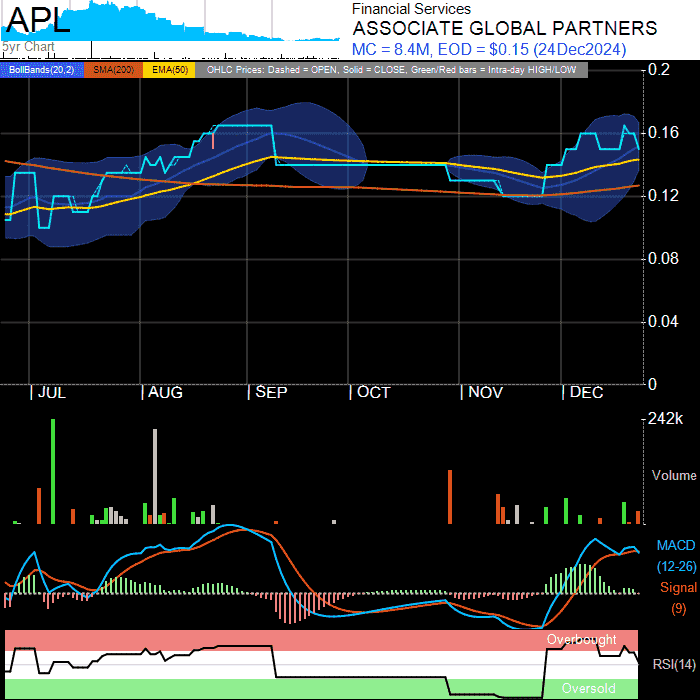 APL
5yr Chart
Financial Services
ASSOCIATE GLOBAL PARTNERS
MC = 8.4M, EOD = $0.15 (24Dec2024)
BollBands(20,2) SMA(200) EMA(50) OHLC Prices: Dashed = OPEN, Solid = CLOSE, Green/Red bars = Intra-day HIGH/LOW
0.2
0.16
0.12
0.08
0.04
0
JUL AUG SEP OCT NOV DEC
242k
Volume
MACD
(12-26)
Signal
(9)
Overbought
RSI(14)
Oversold